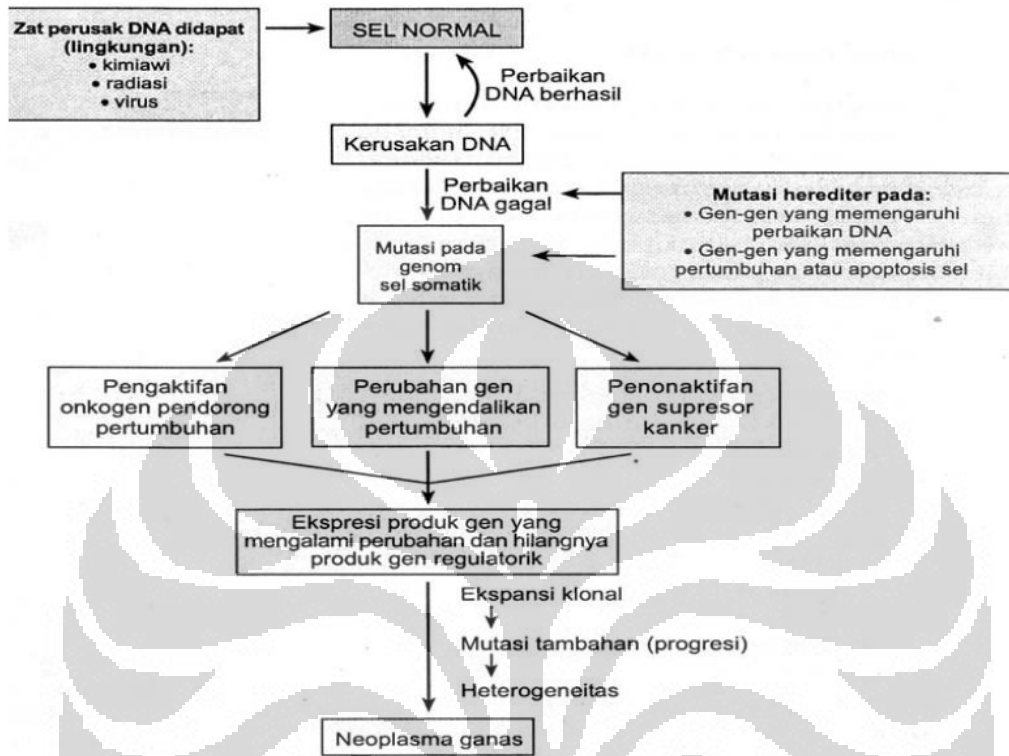 Zat perusak DNA didapat
(lingkungan):
• kimiawi
• radiasi
• virus
SEL NORMAL
Perbaikan
DNA berhasil
Kerusakan DNA
Perbaikan
DNA gagal
Mutasi herediter pada:
• Gen-gen yang memengaruhi
perbaikan DNA
• Gen-gen yang memengaruhi
pertumbuhan atau apoptosis sel
Mutasi pada
genom
sel somatik
Pengaktifan
onkogen pendorong
pertumbuhan
Perubahan gen
yang mengendalikan
pertumbuhan
Penonaktifan
gen supresor
kanker
Ekspresi produk gen yang
mengalami perubahan dan hilangnya
produk gen regulatorik
Ekspansi klonal
Mutasi tambahan (progresi)
Heterogeneitas
Neoplasma ganas